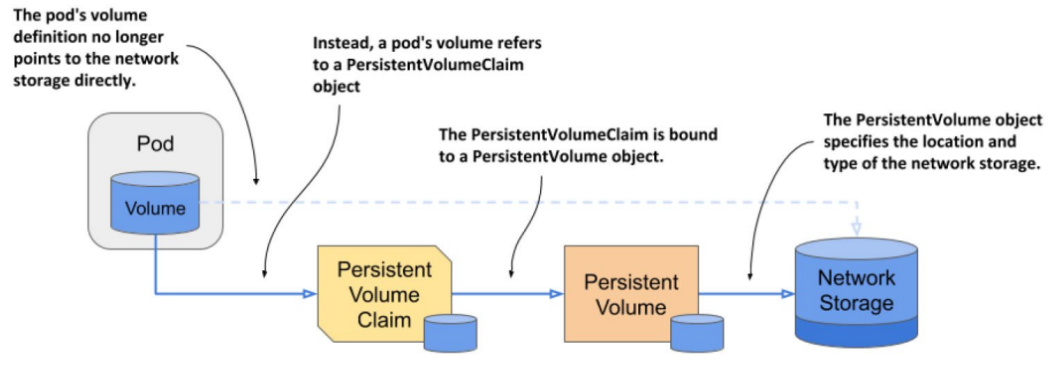 The pod's volume
definition no longer
points to the network
storage directly.
Instead, a pod's volume refers
to a PersistentVolumeClaim
object
The PersistentVolumeClaim is bound
to a PersistentVolume object.
The PersistentVolume object
specifies the location and
type of the network storage.
Pod
Volume
Persistent
Volume
Claim
Persistent
Volume
Network
Storage